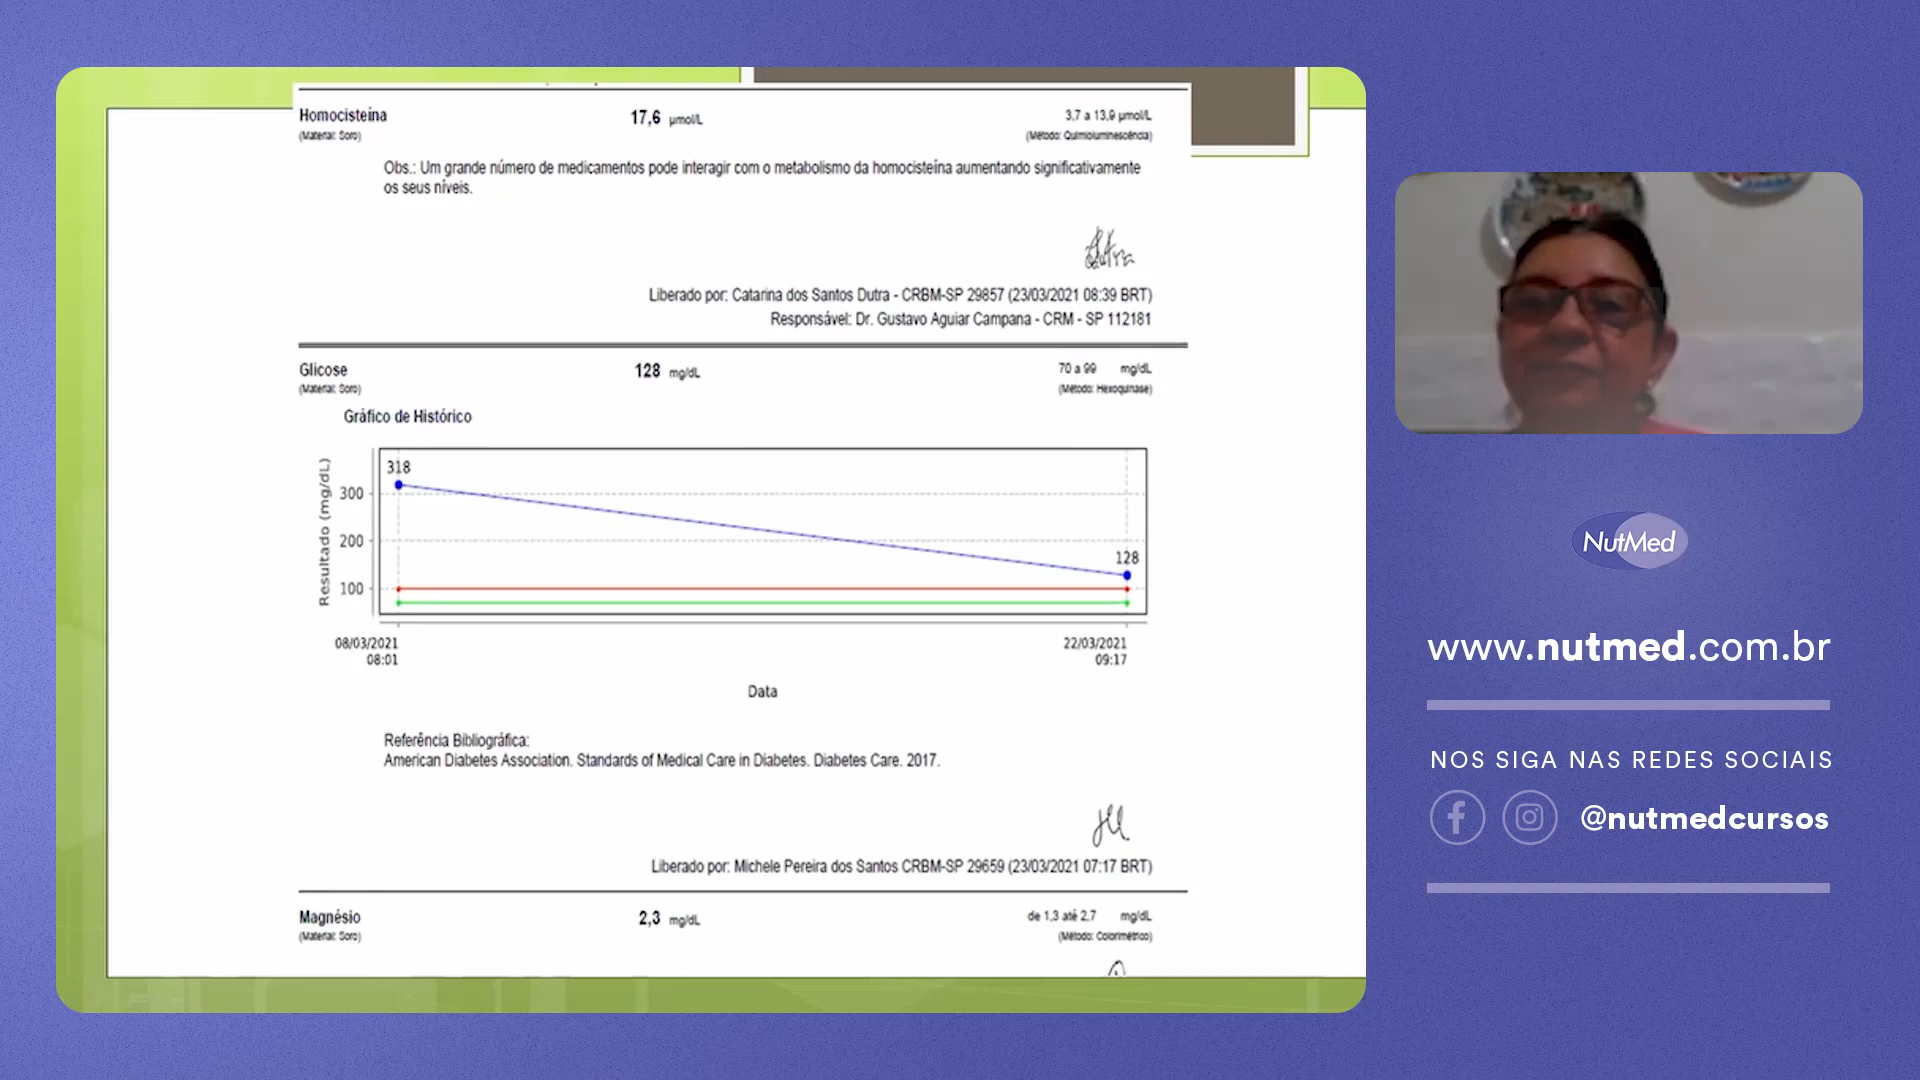 Homocisteína 17,6 µmol/L 3,7 a 13,9 µmol/L
(Material: Soro) (Método: Quimioluminescência)
Obs.: Um grande número de medicamentos pode interagir com o metabolismo da homocisteína aumentando significativamente
os seus níveis.
Liberado por: Catarina dos Santos Dutra - CRBM-SP 29857 (23/03/2021 08:39 BRT)
Responsável: Dr. Gustavo Aguiar Campana - CRM - SP 112181
Glicose 128 mg/dL 70 a 99 mg/dL
(Material: Soro) (Método: Hexoquinase)
Gráfico de Histórico
Resultado (mg/dL)
318
300
200
128
100
08/03/2021 22/03/2021
08:01 09:17
Data
Referência Bibliográfica:
American Diabetes Association. Standards of Medical Care in Diabetes. Diabetes Care. 2017.
Liberado por: Michele Pereira dos Santos CRBM-SP 29659 (23/03/2021 07:17 BRT)
Magnésio 2,3 mg/dL de 1,3 até 2,7 mg/dL
(Material: Soro) (Método: Colorimétrico)
NutMed
www.nutmed.com.br
NOS SIGA NAS REDES SOCIAIS
@nutmedcursos